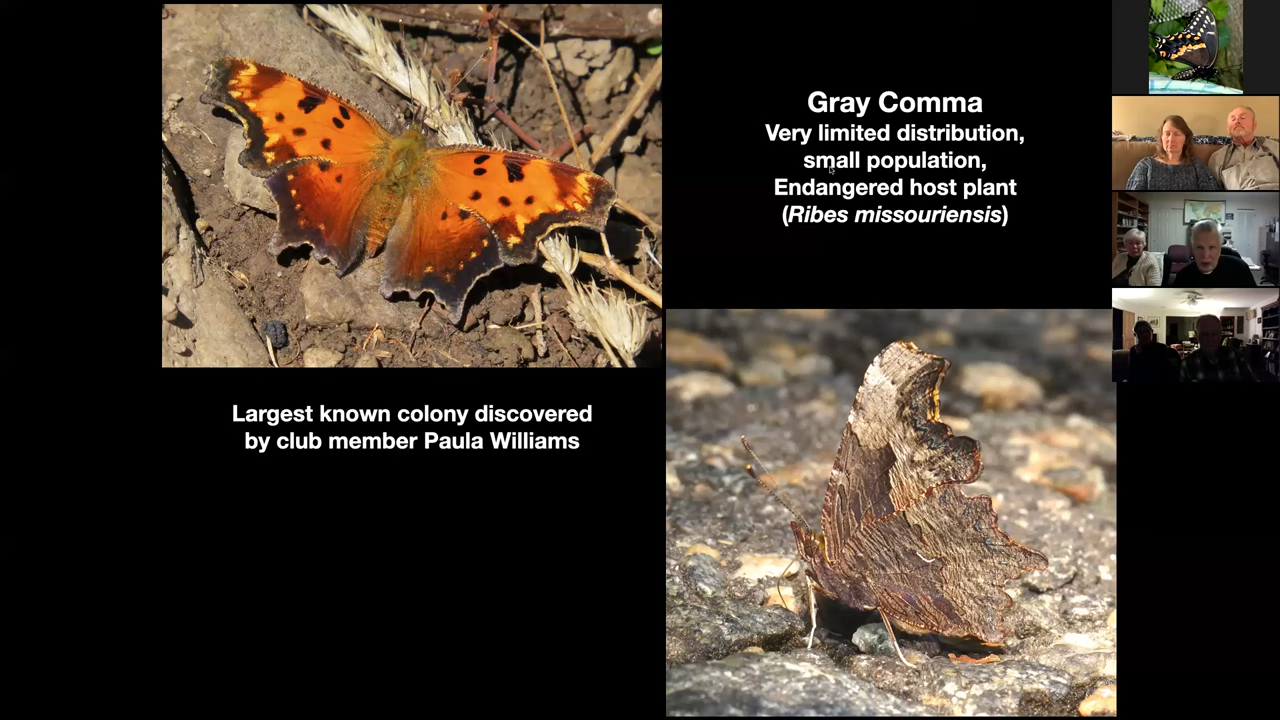 Gray Comma
Very limited distribution,
small population,
Endangered host plant
(Ribes missouriensis)
Largest known colony discovered
by club member Paula Williams